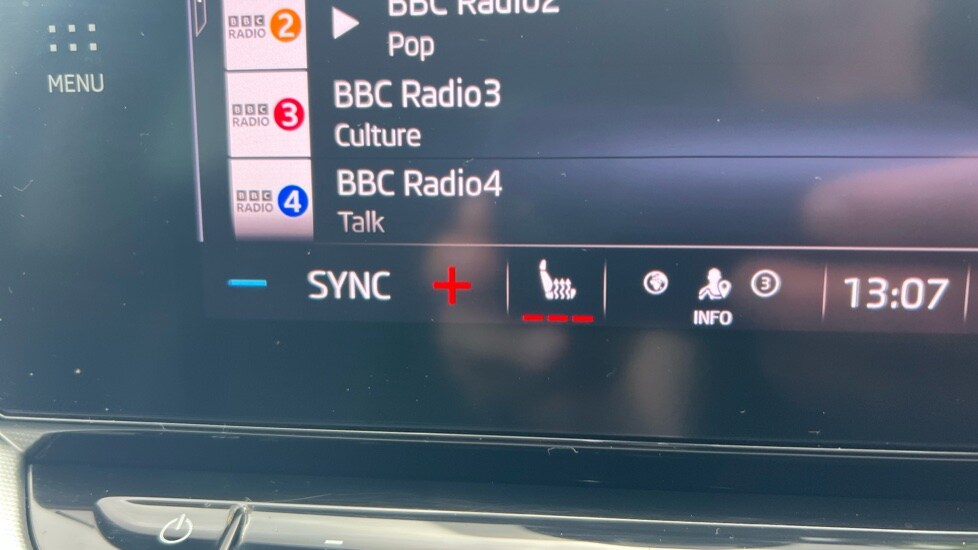 BBC RADIO 2
BBC Radio2
Pop
MENU
BBC RADIO 3
BBC Radio3
Culture
BBC RADIO 4
BBC Radio4
Talk
SYNC
3
13:07
INFO